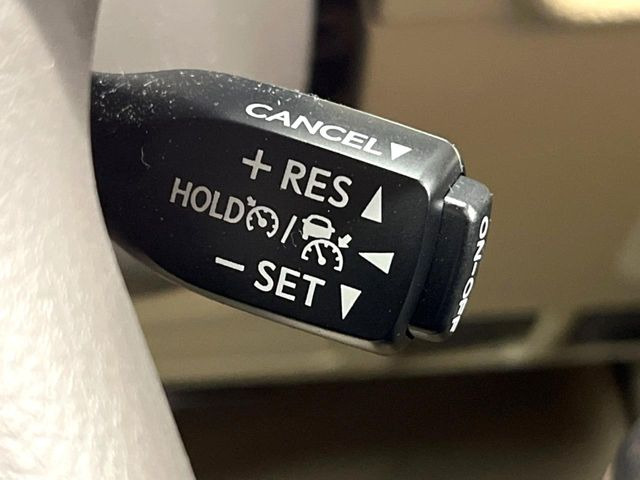 CANCEL▼
+ RES ▲
HOLD / ◀
− SET ▼
ON-OFF